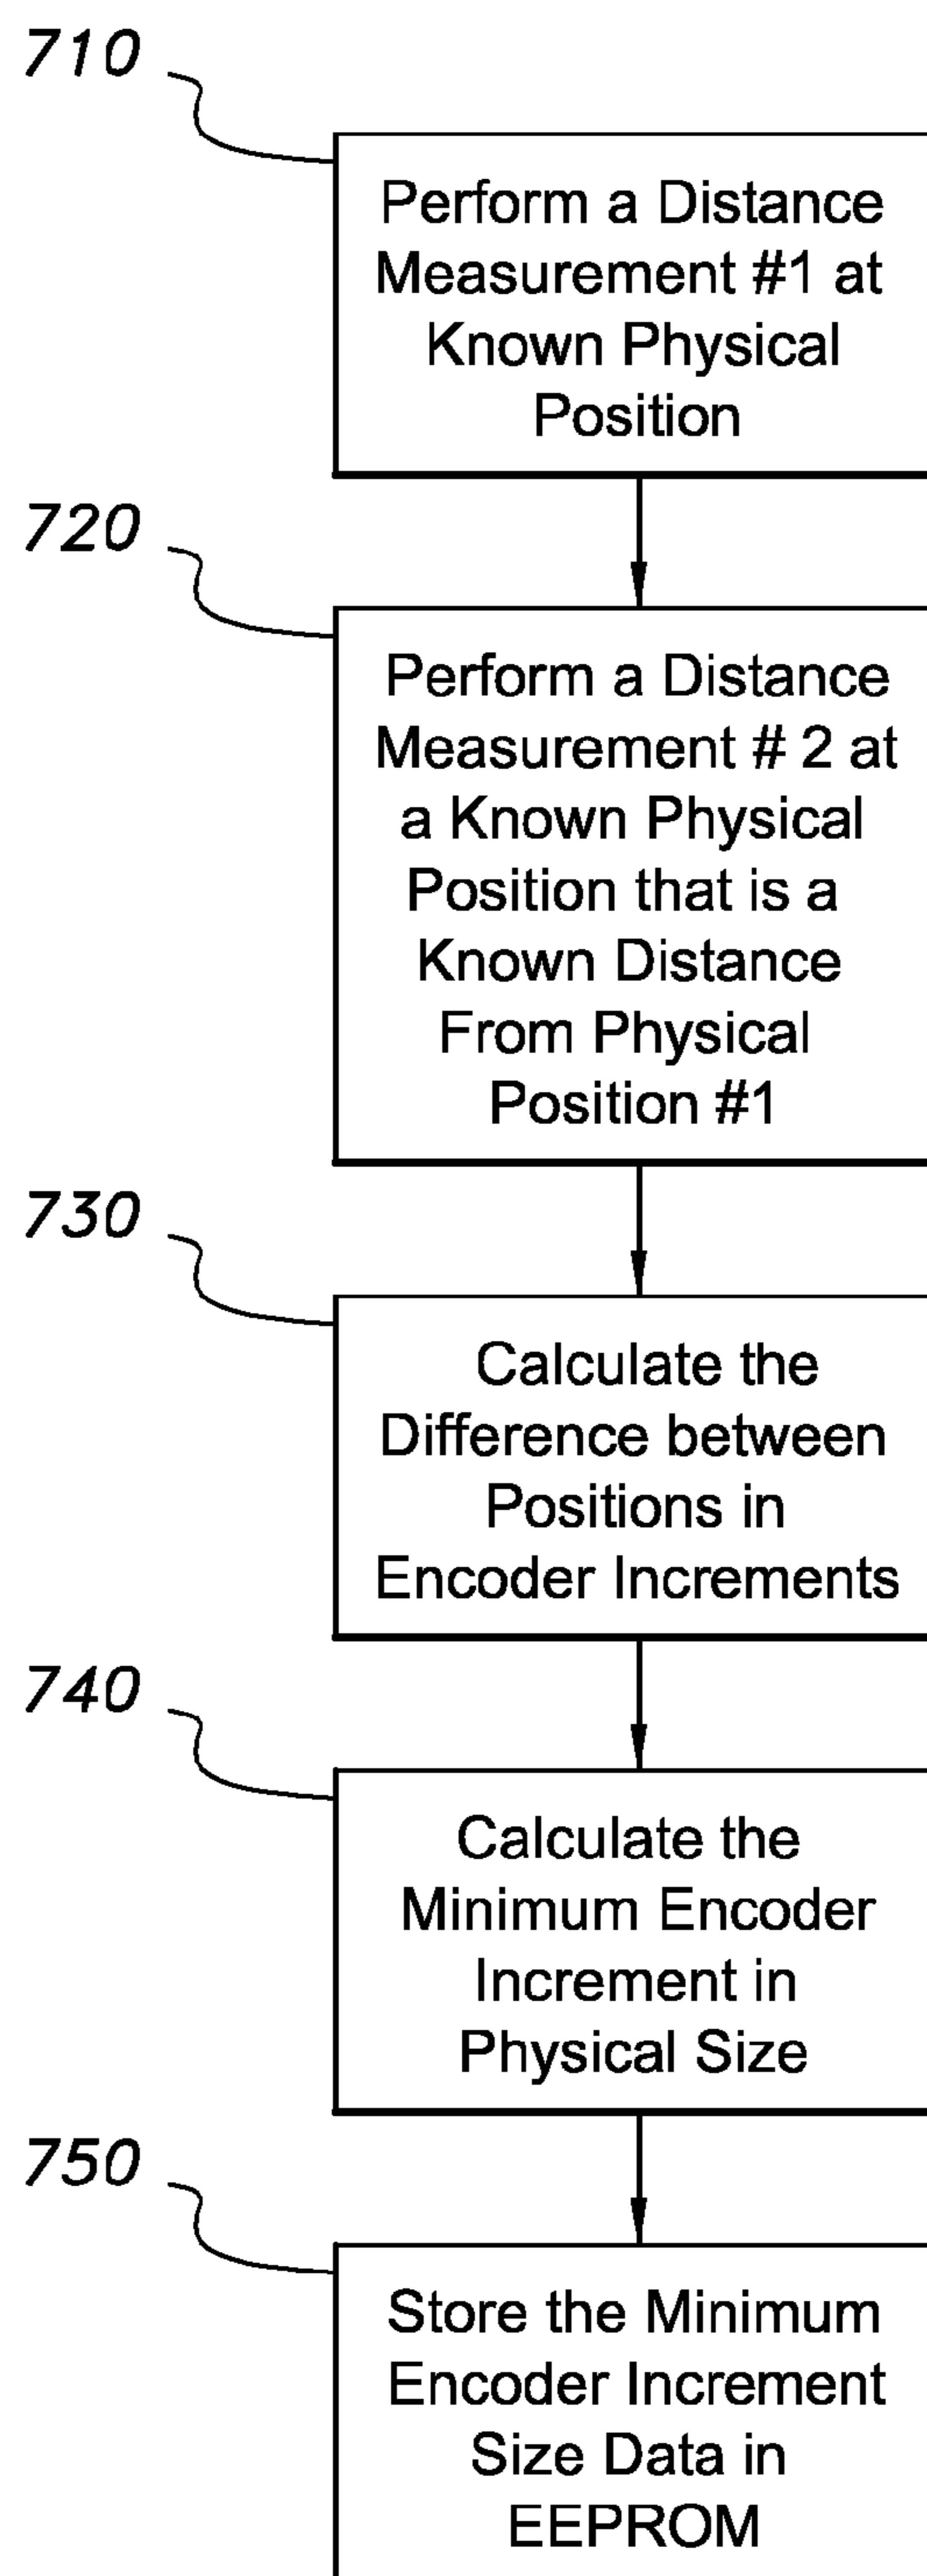 710
Perform a Distance
Measurement #1 at
Known Physical
Position
720
Perform a Distance
Measurement # 2 at
a Known Physical
Position that is a
Known Distance
From Physical
Position #1
730
Calculate the
Difference between
Positions in
Encoder Increments
740
Calculate the
Minimum Encoder
Increment in
Physical Size
750
Store the Minimum
Encoder Increment
Size Data in
EEPROM